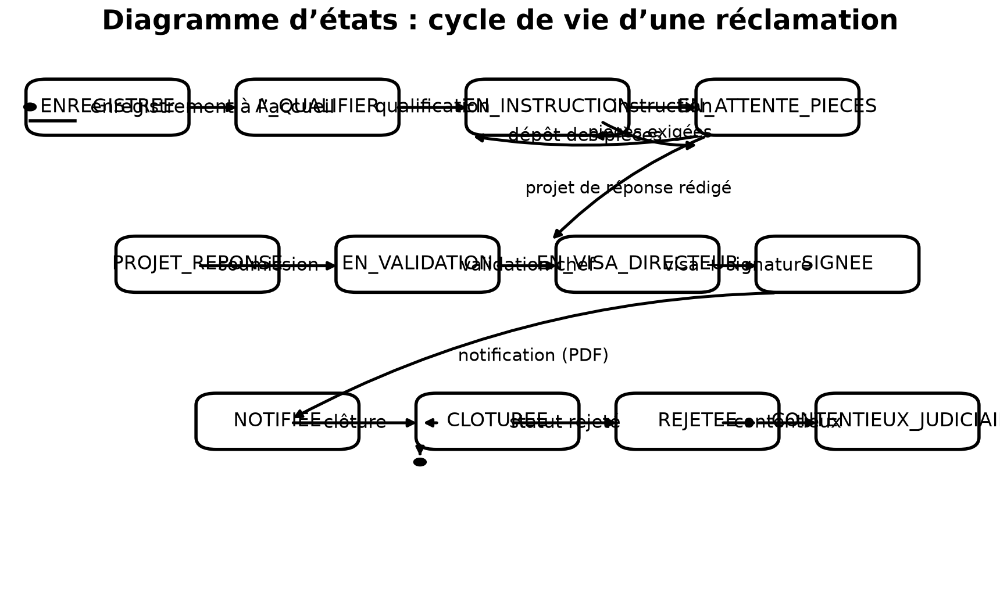 Diagramme d’états : cycle de vie d’une réclamation
ENREGISTREE
enregistrement à l’accueil
A_QUALIFIER
qualification
EN_INSTRUCTION
instruction
EN_ATTENTE_PIECES
pièces exigées
dépôt des pièces
projet de réponse rédigé
PROJET_REPONSE
soumission
EN_VALIDATION
validation chef
EN_VISA_DIRECTEUR
visa + signature
SIGNEE
notification (PDF)
NOTIFIEE
clôture
CLOTUREE
statut rejeté
REJETEE
contentieux
CONTENTIEUX_JUDICIAI